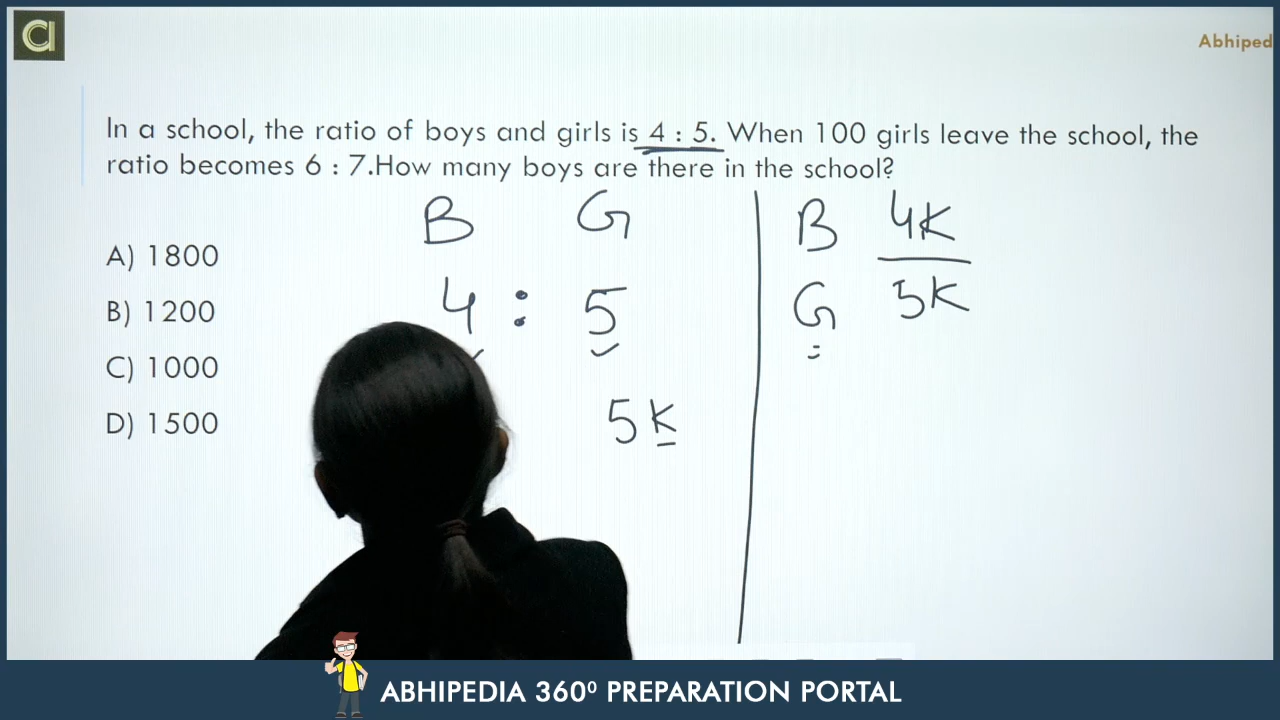 Abhiped
In a school, the ratio of boys and girls is 4 : 5. When 100 girls leave the school, the
ratio becomes 6 : 7.How many boys are there in the school?
A) 1800
B) 1200
C) 1000
D) 1500
B G
4 : 5
5k
B 4K
G 5K
ABHIPEDIA 360⁰ PREPARATION PORTAL